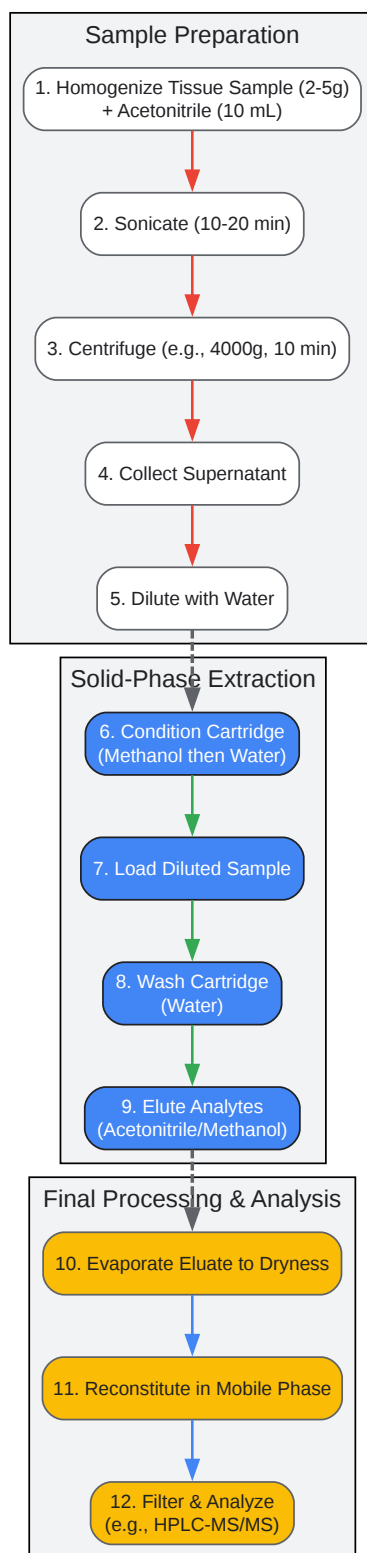 Sample Preparation
1. Homogenize Tissue Sample (2-5g)
+ Acetonitrile (10 mL)
2. Sonicate (10-20 min)
3. Centrifuge (e.g., 4000g, 10 min)
4. Collect Supernatant
5. Dilute with Water
Solid-Phase Extraction
6. Condition Cartridge
(Methanol then Water)
7. Load Diluted Sample
8. Wash Cartridge
(Water)
9. Elute Analytes
(Acetonitrile/Methanol)
Final Processing & Analysis
10. Evaporate Eluate to Dryness
11. Reconstitute in Mobile Phase
12. Filter & Analyze
(e.g., HPLC-MS/MS)